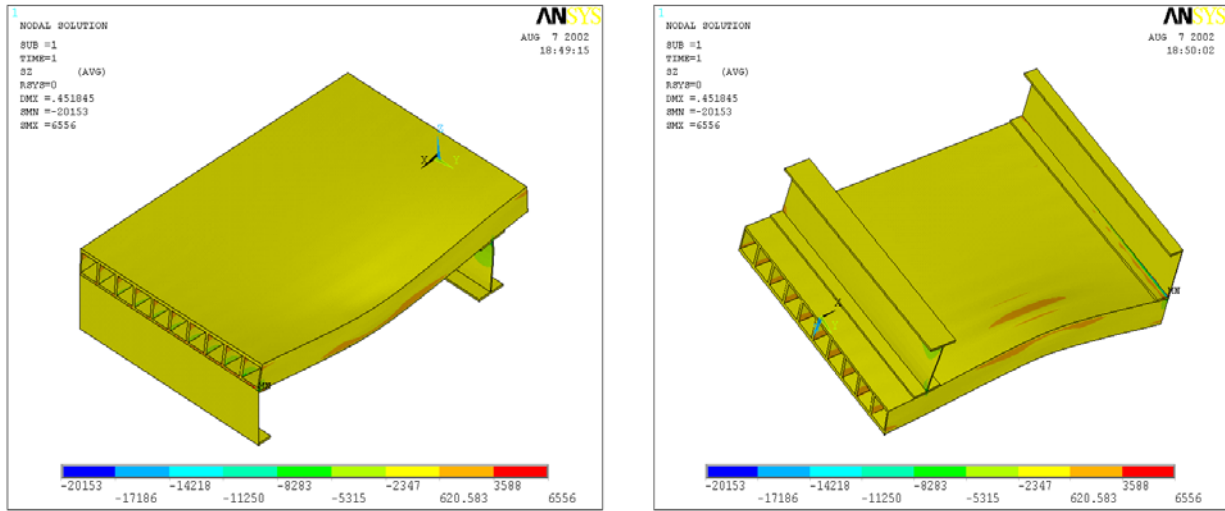 1
NODAL SOLUTION
SUB =1
TIME=1
SZ (AVG)
RSYS=0
DMX =.451845
SMN =-20153
SMX =6556
ANSYS
AUG 7 2002
18:49:15
Z
X Y
MN
-20153 -14218 -8283 -2347 3588
-17186 -11250 -5315 620.583 6556
1
NODAL SOLUTION
SUB =1
TIME=1
SZ (AVG)
RSYS=0
DMX =.451845
SMN =-20153
SMX =6556
ANSYS
AUG 7 2002
18:50:02
MN
X
Y
-20153 -14218 -8283 -2347 3588
-17186 -11250 -5315 620.583 6556